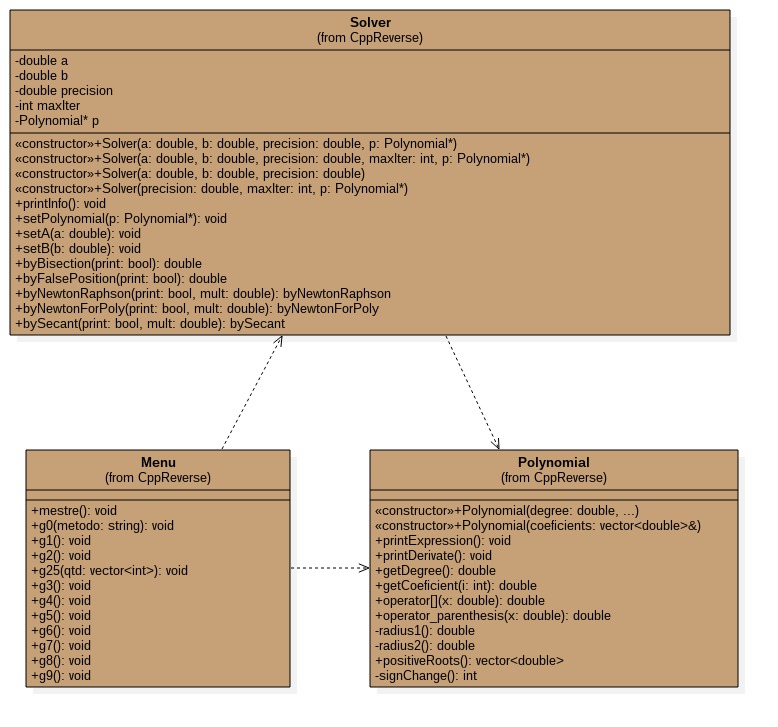 Solver
(from CppReverse)
-double a
-double b
-double precision
-int maxIter
-Polynomial* p
«constructor»+Solver(a: double, b: double, precision: double, p: Polynomial*)
«constructor»+Solver(a: double, b: double, precision: double, maxIter: int, p: Polynomial*)
«constructor»+Solver(a: double, b: double, precision: double)
«constructor»+Solver(precision: double, maxIter: int, p: Polynomial*)
+printInfo(): void
+setPolynomial(p: Polynomial*): void
+setA(a: double): void
+setB(b: double): void
+byBisection(print: bool): double
+byFalsePosition(print: bool): double
+byNewtonRaphson(print: bool, mult: double): byNewtonRaphson
+byNewtonForPoly(print: bool, mult: double): byNewtonForPoly
+bySecant(print: bool, mult: double): bySecant
Menu
(from CppReverse)
+mestre(): void
+g0(metodo: string): void
+g1(): void
+g2(): void
+g25(qtd: vector<int>): void
+g3(): void
+g4(): void
+g5(): void
+g6(): void
+g7(): void
+g8(): void
+g9(): void
Polynomial
(from CppReverse)
«constructor»+Polynomial(degree: double, ...)
«constructor»+Polynomial(coeficients: vector<double>&)
+printExpression(): void
+printDerivate(): void
+getDegree(): double
+getCoeficient(i: int): double
+operator[](x: double): double
+operator_parenthesis(x: double): double
-radius1(): double
-radius2(): double
+positiveRoots(): vector<double>
-signChange(): int